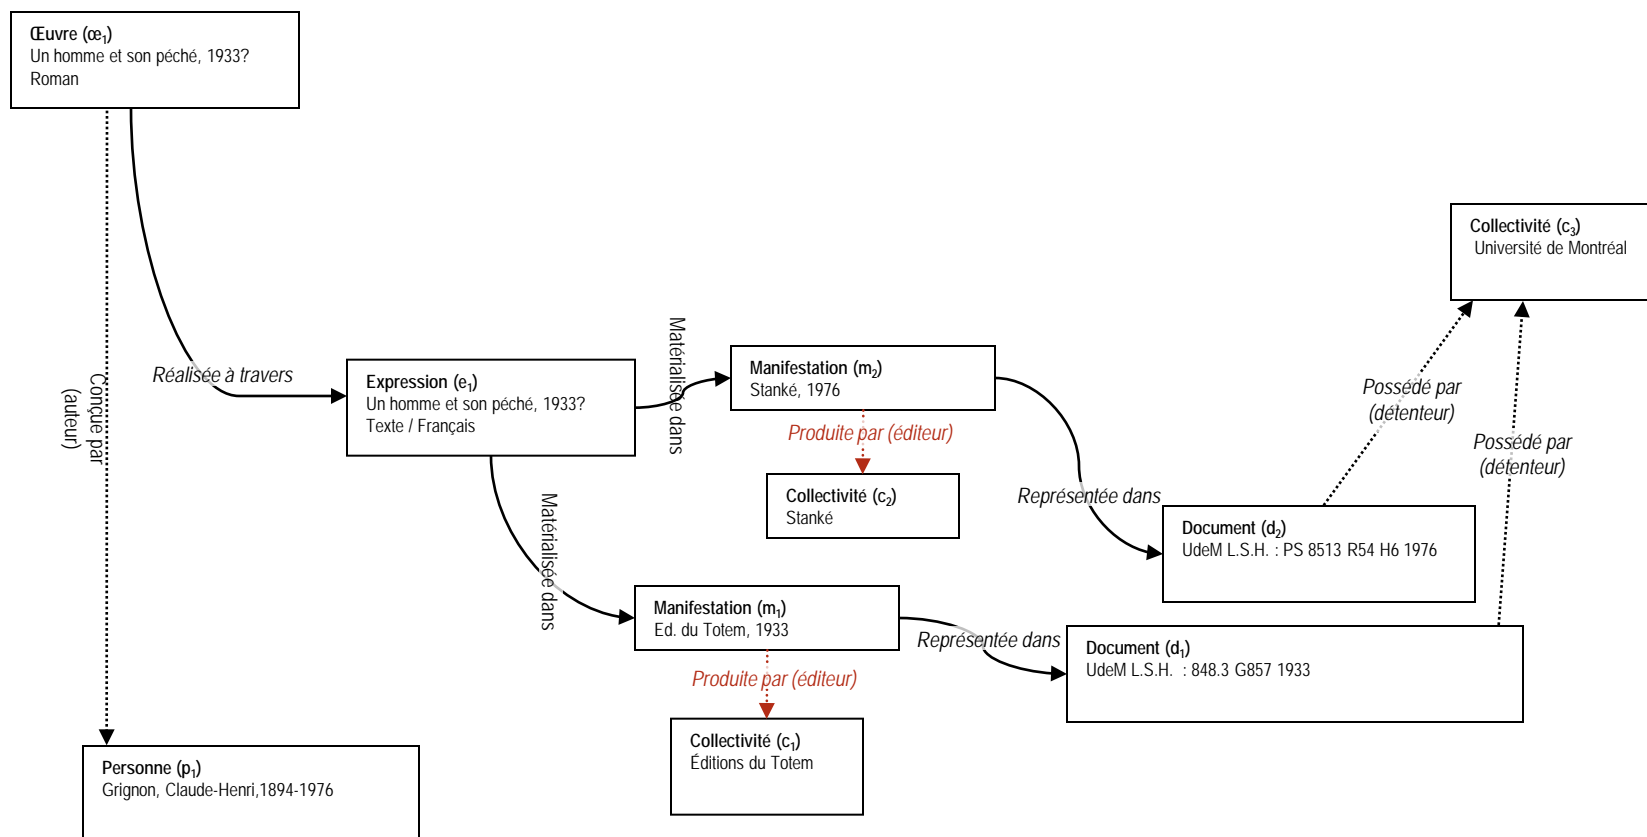 Œuvre (œ₁)
Un homme et son péché, 1933?
Roman
Collectivité (c₃)
Université de Montréal
Conçue par
(auteur)
Réalisée à travers
Expression (e₁)
Un homme et son péché, 1933?
Texte / Français
Matérialisée dans
Manifestation (m₂)
Stanké, 1976
Produite par (éditeur)
Collectivité (c₂)
Stanké
Possédé par
(détenteur)
Possédé par
(détenteur)
Représentée dans
Document (d₂)
UdeM L.S.H. : PS 8513 R54 H6 1976
Matérialisée dans
Manifestation (m₁)
Ed. du Totem, 1933
Représentée dans
Document (d₁)
UdeM L.S.H. : 848.3 G857 1933
Produite par (éditeur)
Collectivité (c₁)
Éditions du Totem
Personne (p₁)
Grignon, Claude-Henri,1894-1976